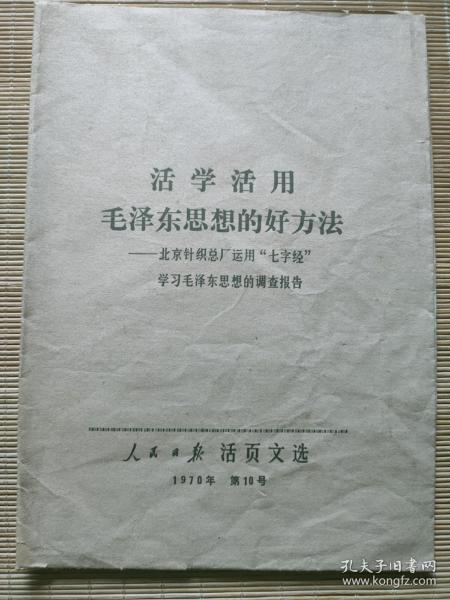 活学活用
毛泽东思想的好方法
——北京针织总厂运用“七字经”
学习毛泽东思想的调查报告
人民日报 活页文选
1970年 第10号
孔夫子旧书网
www.kongfz.com